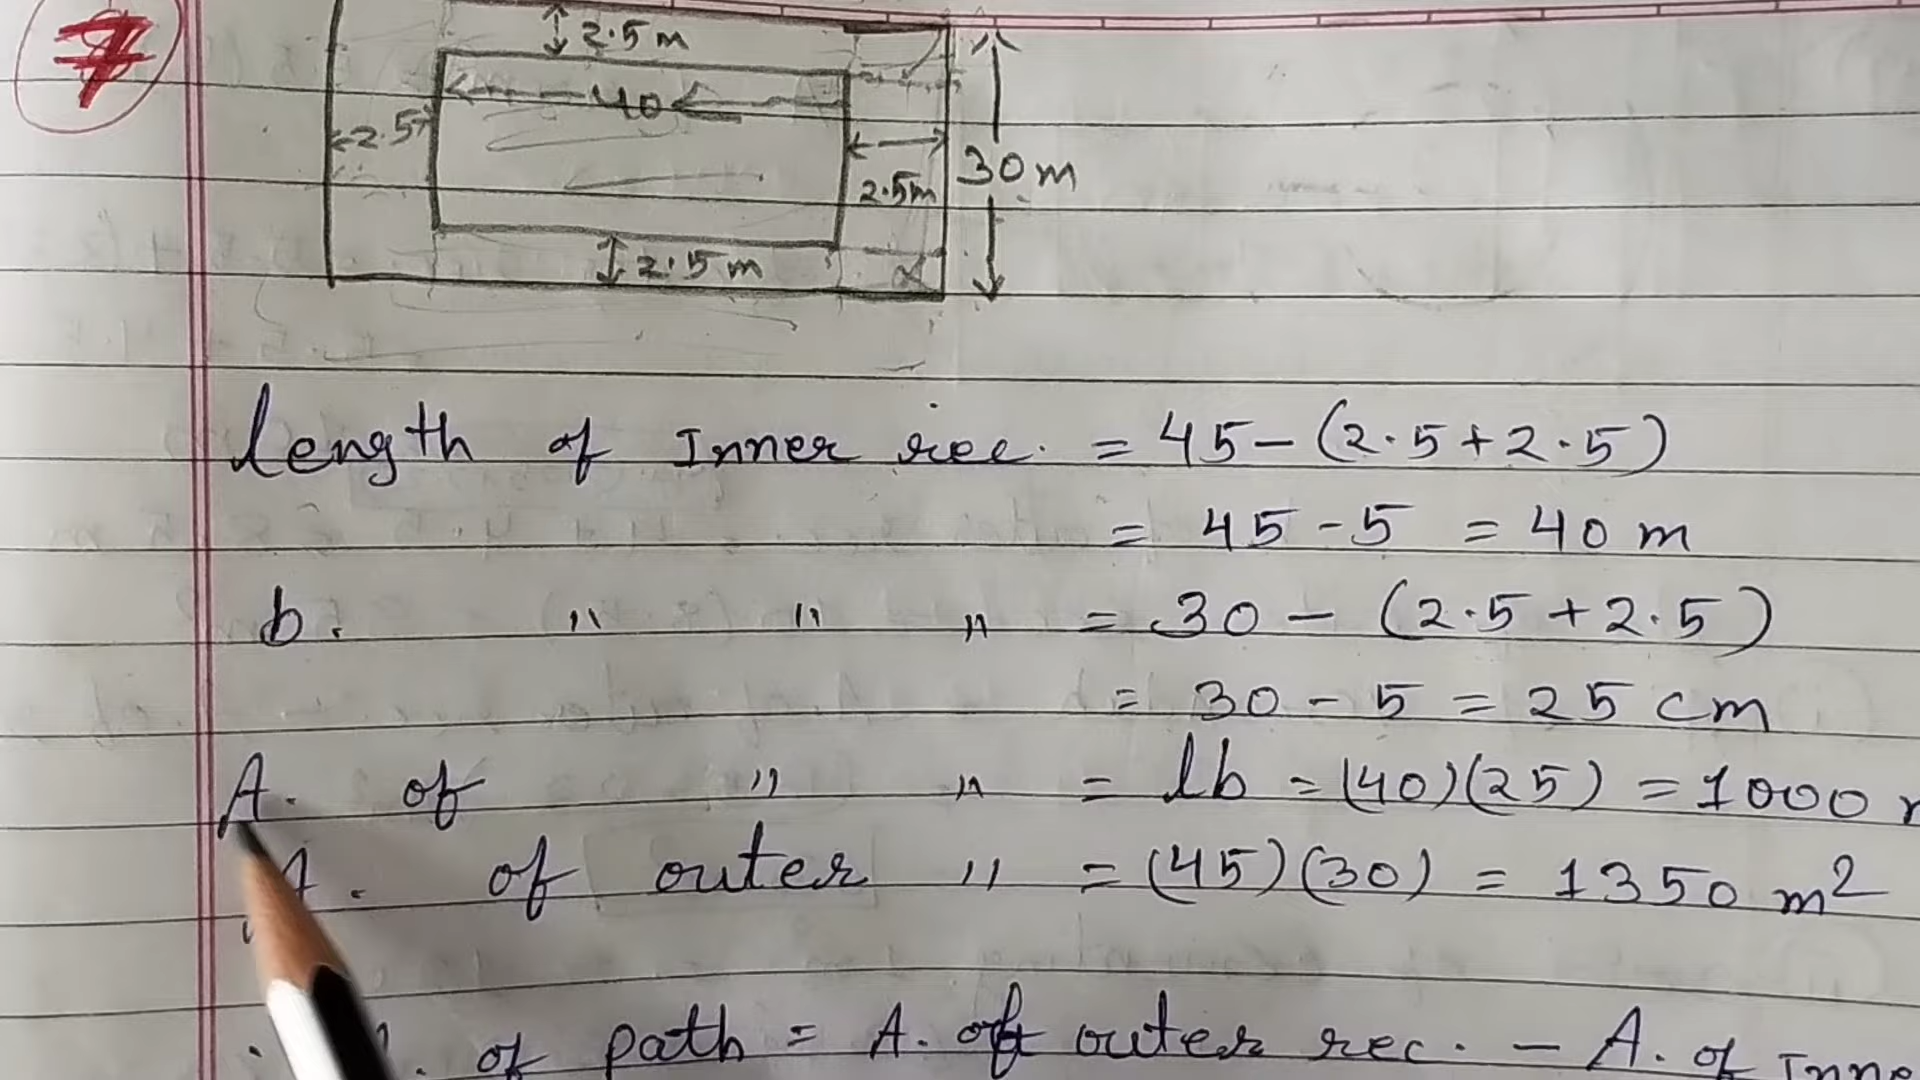 7
2.5 m
40
2.5
2.5m
30 m
2.5 m
length of Inner rec. = 45 - (2.5 + 2.5)
= 45 - 5 = 40 m
b. " " " = 30 - (2.5 + 2.5)
= 30 - 5 = 25 cm
A. of " " = lb = (40)(25) = 1000
A. of outer " = (45)(30) = 1350 m²
of path = A. of outer rec. - A. of Inne